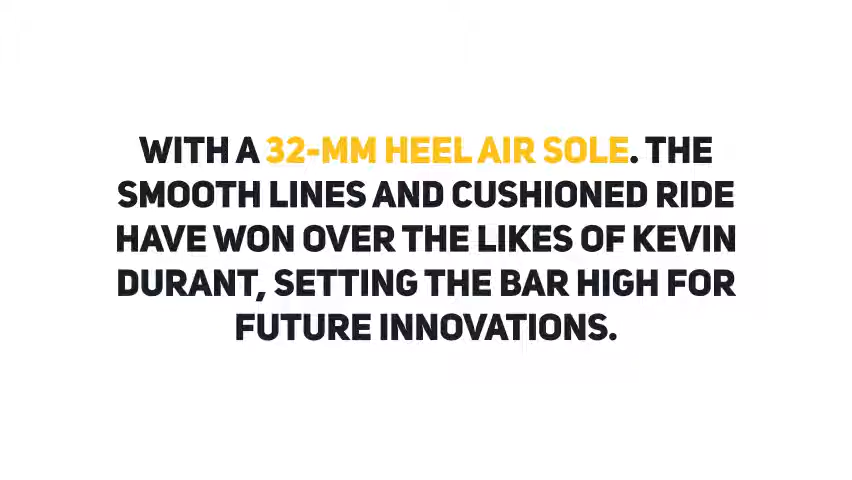 WITH A 32-MM HEEL AIR SOLE. THE
SMOOTH LINES AND CUSHIONED RIDE
HAVE WON OVER THE LIKES OF KEVIN
DURANT, SETTING THE BAR HIGH FOR
FUTURE INNOVATIONS.